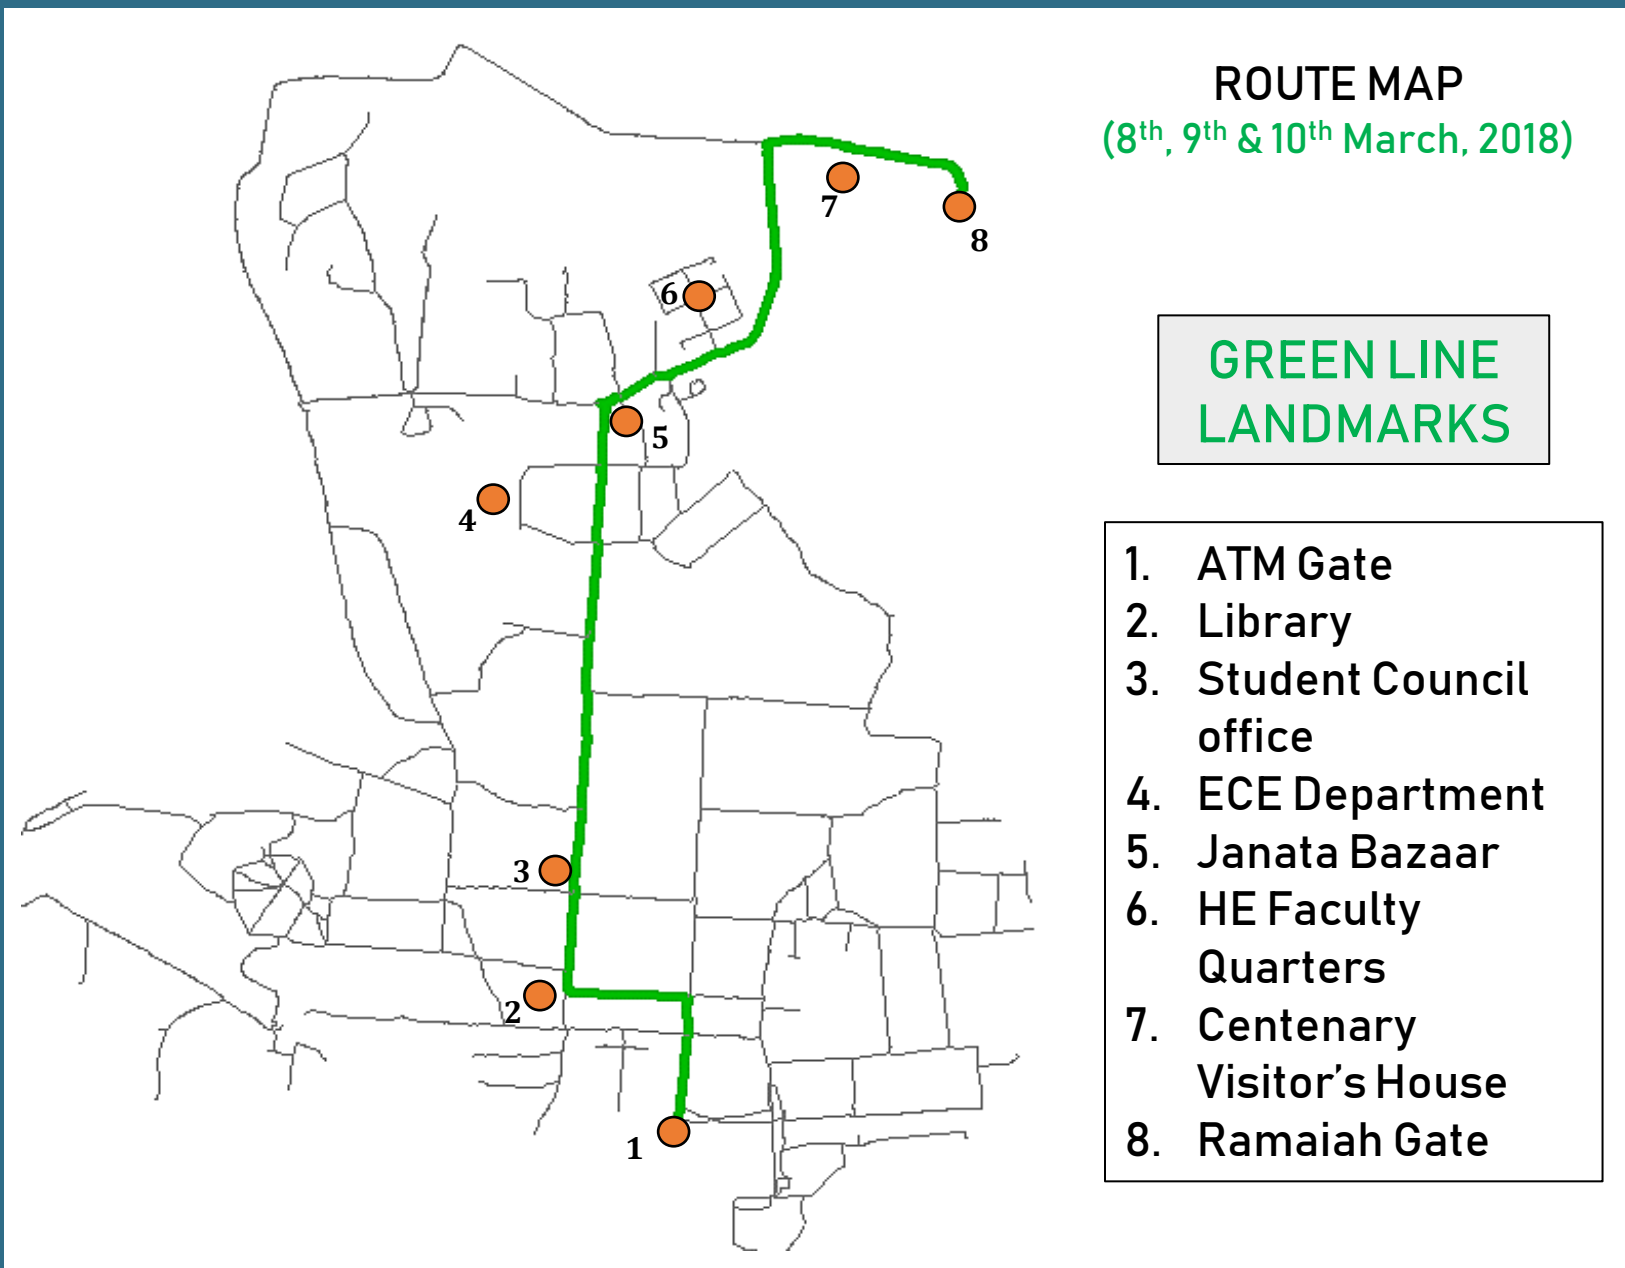 ROUTE MAP
(8th, 9th & 10th March, 2018)
7
8
6
5
4
3
2
1
GREEN LINE
LANDMARKS
1. ATM Gate
2. Library
3. Student Council
office
4. ECE Department
5. Janata Bazaar
6. HE Faculty
Quarters
7. Centenary
Visitor's House
8. Ramaiah Gate